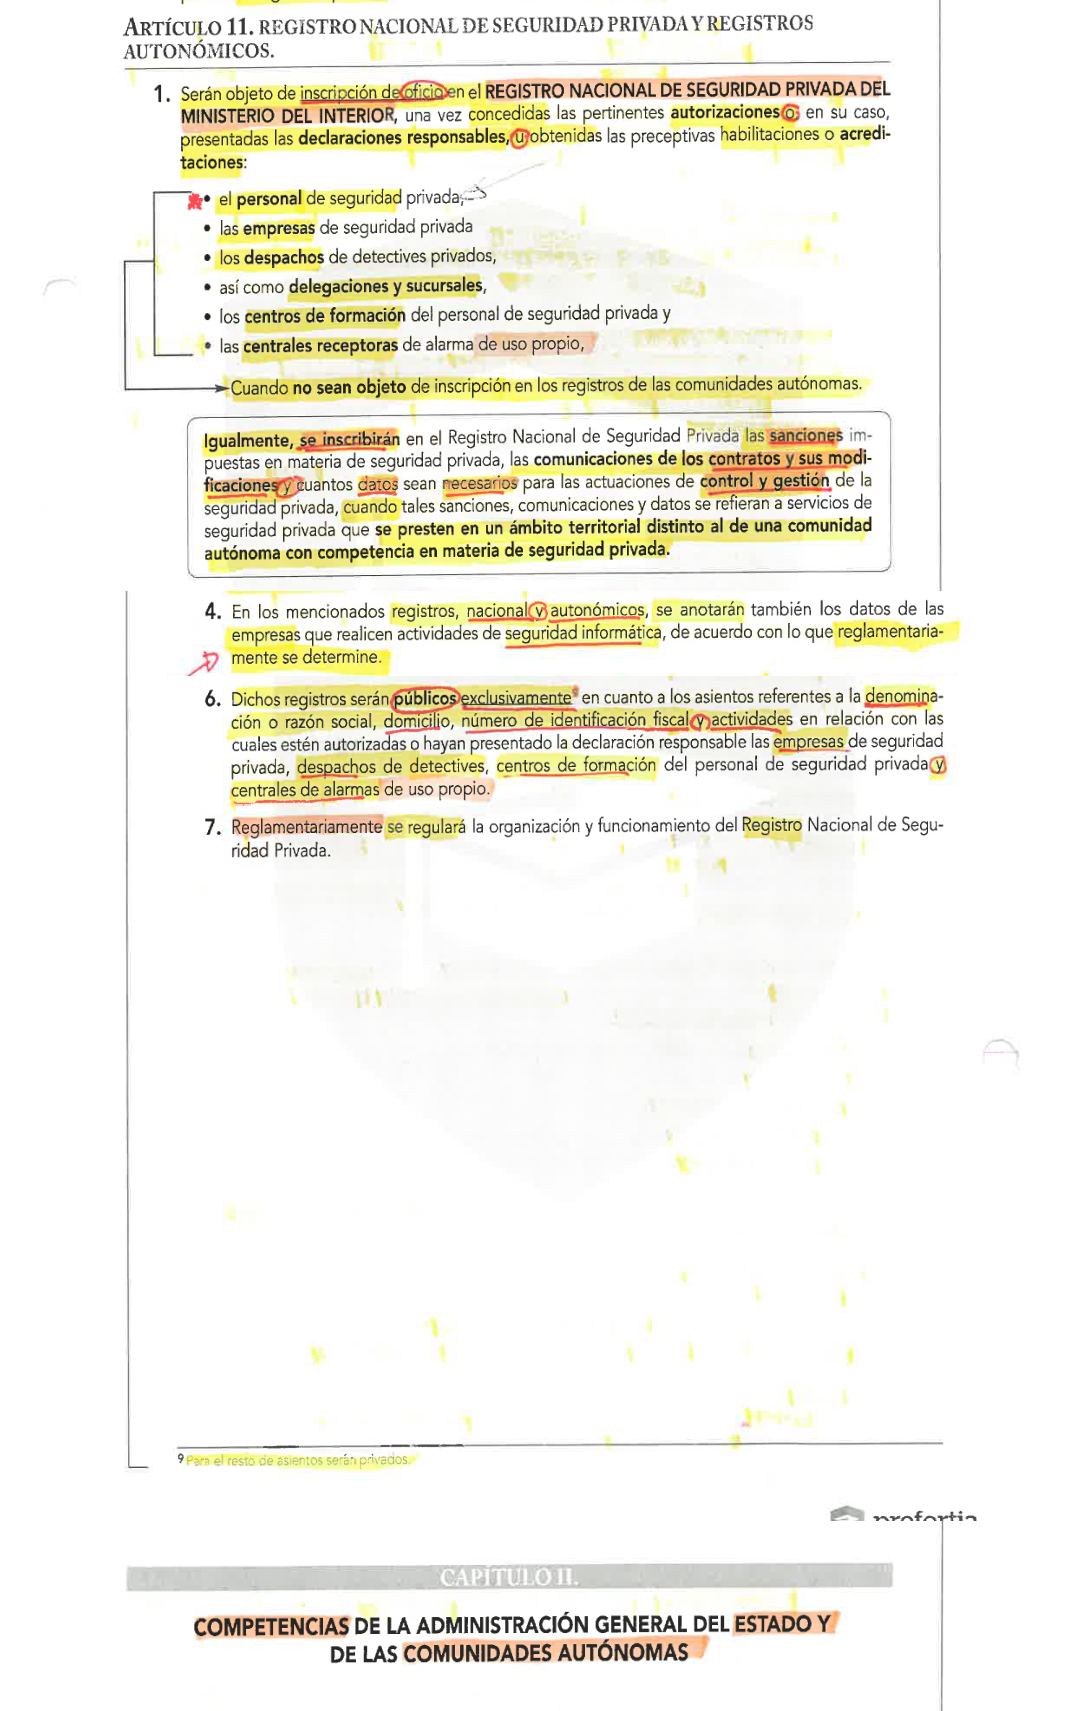 ARTÍCULO 11. REGISTRO NACIONAL DE SEGURIDAD PRIVADA Y REGISTROS
AUTONÓMICOS.
1. Serán objeto de inscripción de oficio en el REGISTRO NACIONAL DE SEGURIDAD PRIVADA DEL
MINISTERIO DEL INTERIOR, una vez concedidas las pertinentes autorizaciones o, en su caso,
presentadas las declaraciones responsables, u obtenidas las preceptivas habilitaciones o acredi-
taciones:
• el personal de seguridad privada,
• las empresas de seguridad privada
• los despachos de detectives privados,
• así como delegaciones y sucursales,
• los centros de formación del personal de seguridad privada y
• las centrales receptoras de alarma de uso propio,
Cuando no sean objeto de inscripción en los registros de las comunidades autónomas.
Igualmente, se inscribirán en el Registro Nacional de Seguridad Privada las sanciones im-
puestas en materia de seguridad privada, las comunicaciones de los contratos y sus modi-
ficaciones y cuantos datos sean necesarios para las actuaciones de control y gestión de la
seguridad privada, cuando tales sanciones, comunicaciones y datos se refieran a servicios de
seguridad privada que se presten en un ámbito territorial distinto al de una comunidad
autónoma con competencia en materia de seguridad privada.
4. En los mencionados registros, nacional y autonómicos, se anotarán también los datos de las
empresas que realicen actividades de seguridad informática, de acuerdo con lo que reglamentaria-
mente se determine.
6. Dichos registros serán públicos exclusivamente9 en cuanto a los asientos referentes a la denomina-
ción o razón social, domicilio, número de identificación fiscal y actividades en relación con las
cuales estén autorizadas o hayan presentado la declaración responsable las empresas de seguridad
privada, despachos de detectives, centros de formación del personal de seguridad privada y
centrales de alarmas de uso propio.
7. Reglamentariamente se regulará la organización y funcionamiento del Registro Nacional de Segu-
ridad Privada.
9 Para el resto de asientos serán privados.
profortia
CAPÍTULO II.
COMPETENCIAS DE LA ADMINISTRACIÓN GENERAL DEL ESTADO Y
DE LAS COMUNIDADES AUTÓNOMAS